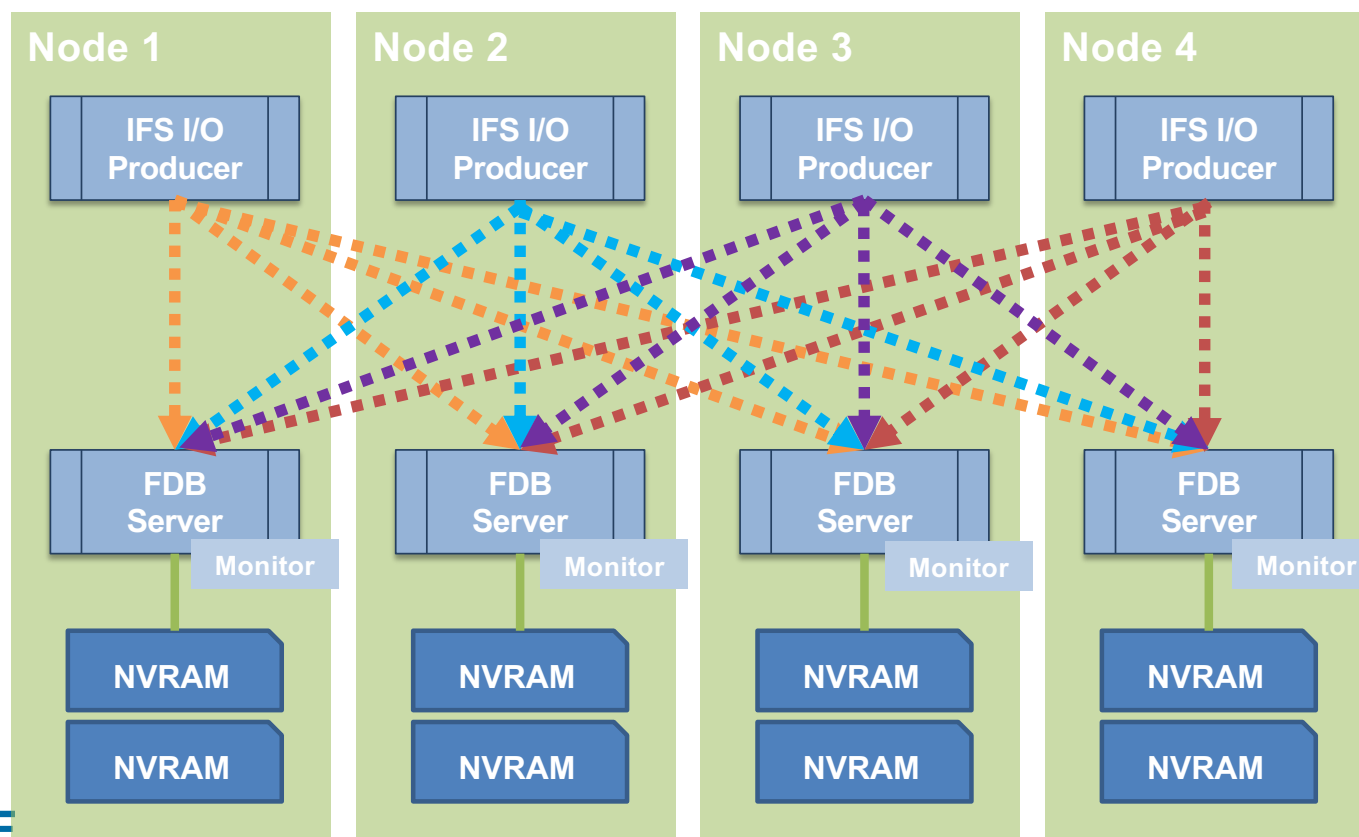 Node 1
Node 2
Node 3
Node 4
IFS I/O
Producer
IFS I/O
Producer
IFS I/O
Producer
IFS I/O
Producer
FDB
Server
FDB
Server
FDB
Server
FDB
Server
Monitor
Monitor
Monitor
Monitor
NVRAM
NVRAM
NVRAM
NVRAM
NVRAM
NVRAM
NVRAM
NVRAM